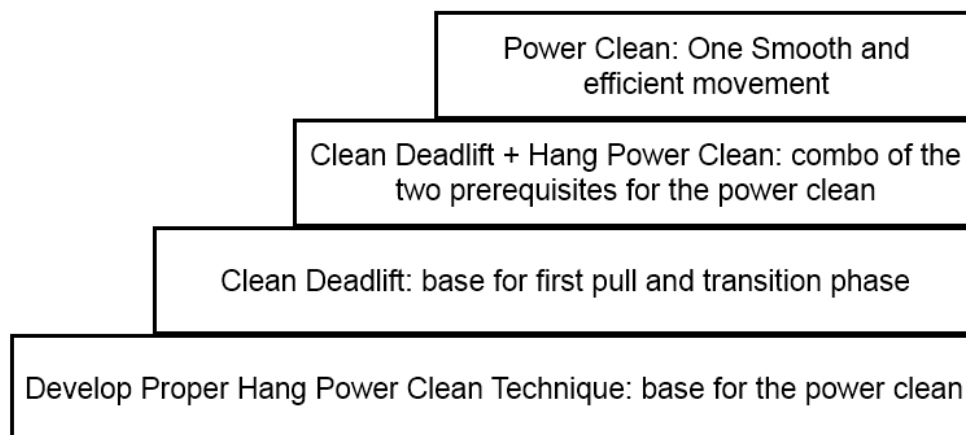 Power Clean: One Smooth and
efficient movement
Clean Deadlift + Hang Power Clean: combo of the
two prerequisites for the power clean
Clean Deadlift: base for first pull and transition phase
Develop Proper Hang Power Clean Technique: base for the power clean